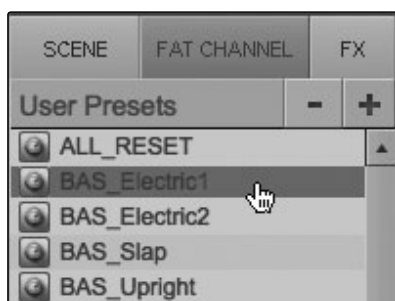 SCENE FAT CHANNEL FX
User Presets - +
ALL_RESET
BAS_Electric1
BAS_Electric2
BAS_Slap
BAS_Upright